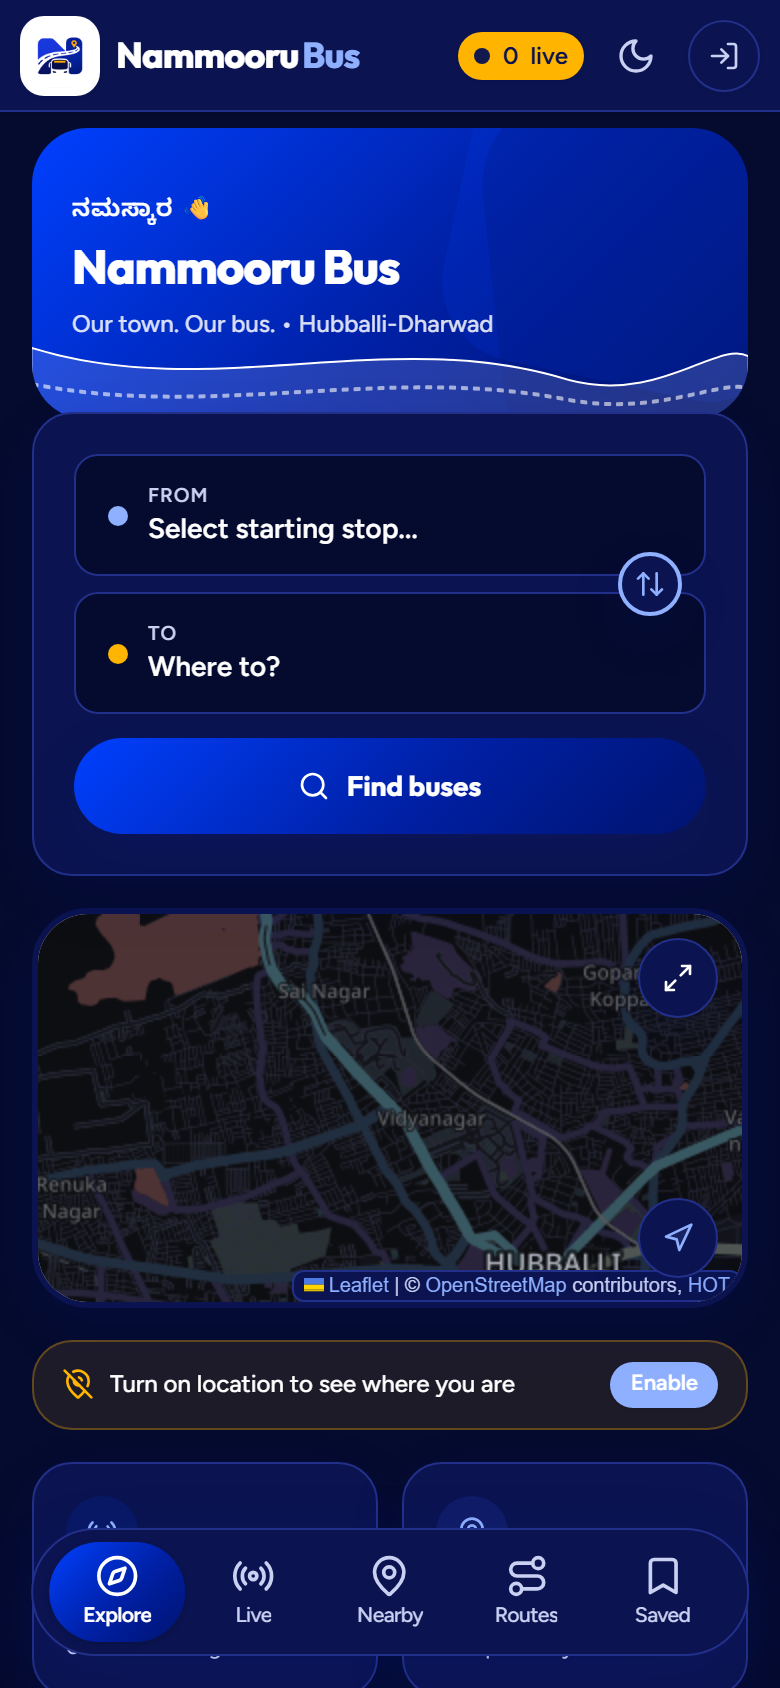 Nammooru Bus
0 live
ನಮಸ್ಕಾರ 👋
Nammooru Bus
Our town. Our bus. • Hubballi-Dharwad
FROM
Select starting stop...
TO
Where to?
Find buses
Sai Nagar
Vidyanagar
Renuka
Nagar
HUBBALLI
Leaflet | © OpenStreetMap contributors, HOT
Turn on location to see where you are
Enable
Explore
Live
Nearby
Routes
Saved